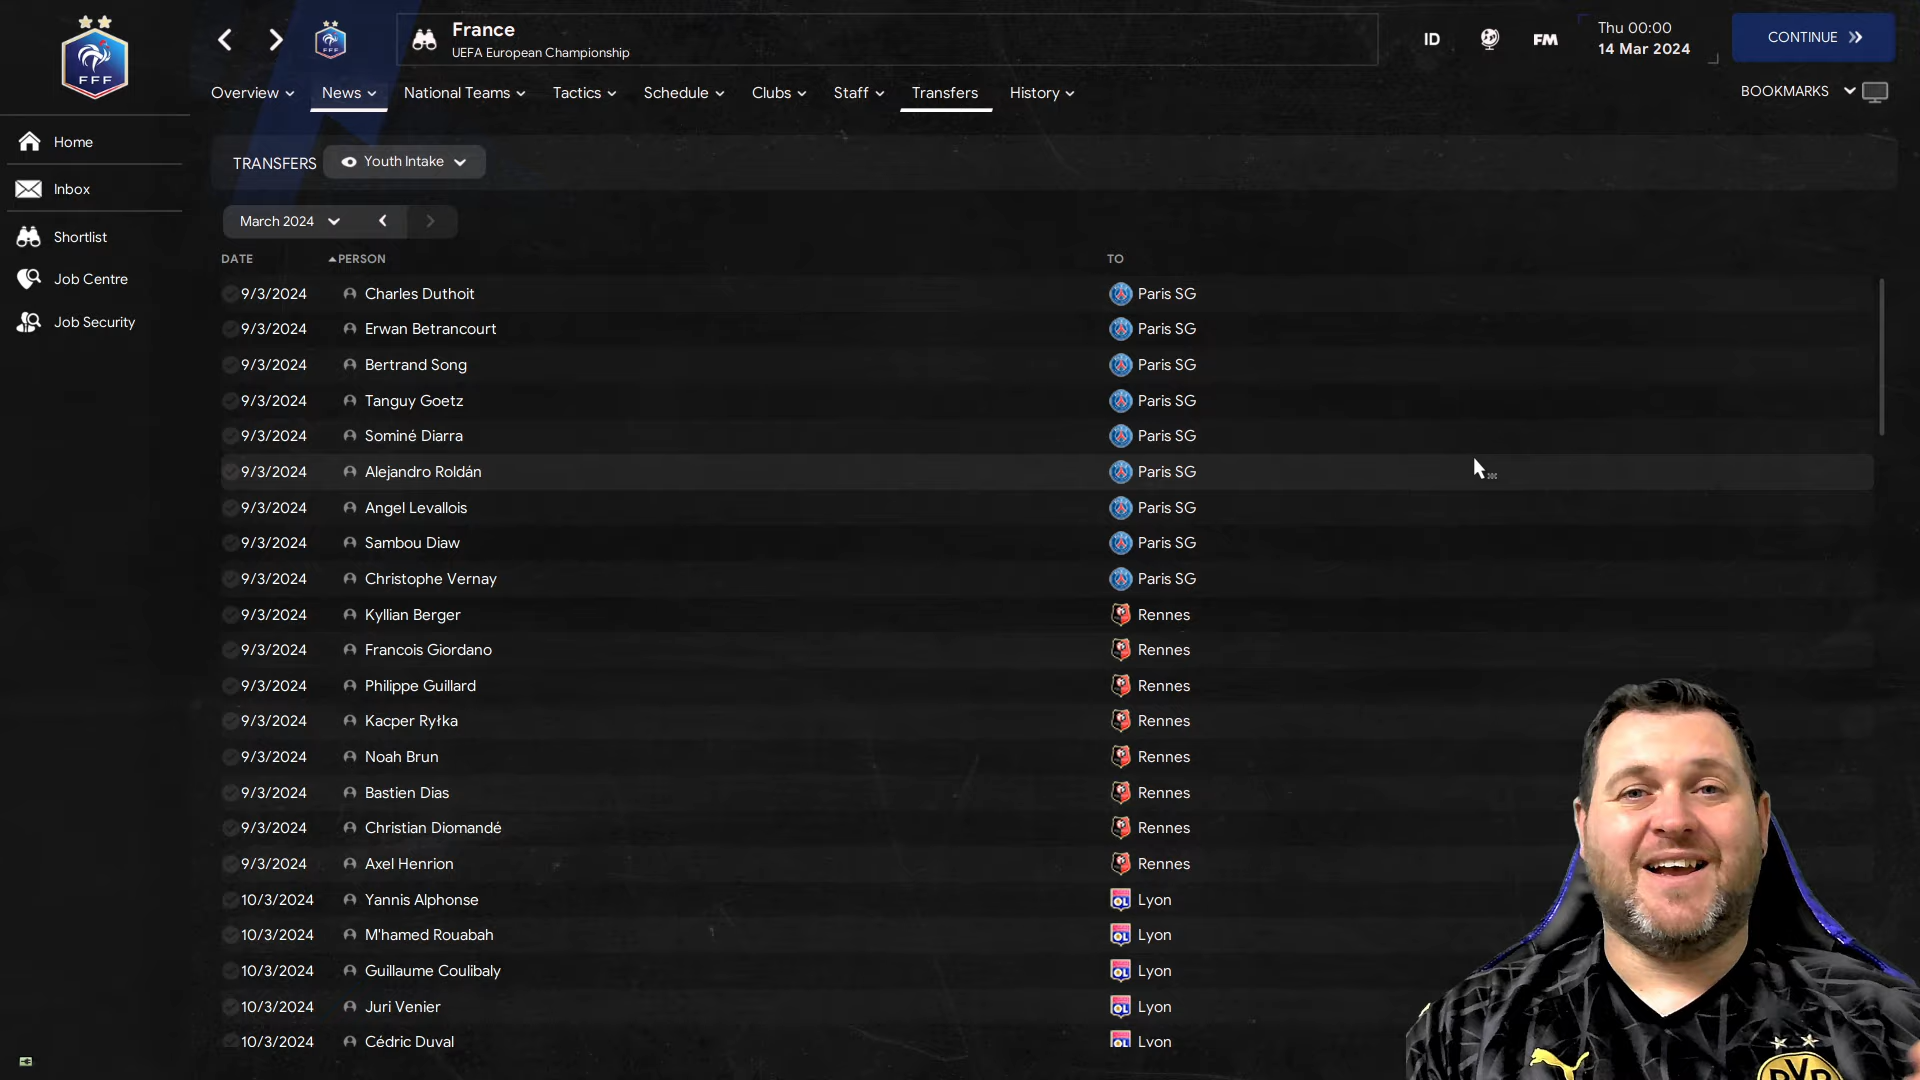 FFF
France
UEFA European Championship
ID
FM
Thu 00:00
14 Mar 2024
CONTINUE
Overview
News
National Teams
Tactics
Schedule
Clubs
Staff
Transfers
History
BOOKMARKS
Home
Inbox
Shortlist
Job Centre
Job Security
TRANSFERS
Youth Intake
March 2024
DATE PERSON TO
9/3/2024 Charles Duthoit Paris SG
9/3/2024 Erwan Betrancourt Paris SG
9/3/2024 Bertrand Song Paris SG
9/3/2024 Tanguy Goetz Paris SG
9/3/2024 Sominé Diarra Paris SG
9/3/2024 Alejandro Roldán Paris SG
9/3/2024 Angel Levallois Paris SG
9/3/2024 Sambou Diaw Paris SG
9/3/2024 Christophe Vernay Paris SG
9/3/2024 Kyllian Berger Rennes
9/3/2024 Francois Giordano Rennes
9/3/2024 Philippe Guillard Rennes
9/3/2024 Kacper Ryłka Rennes
9/3/2024 Noah Brun Rennes
9/3/2024 Bastien Dias Rennes
9/3/2024 Christian Diomandé Rennes
9/3/2024 Axel Henrion Rennes
10/3/2024 Yannis Alphonse Lyon
10/3/2024 M'hamed Rouabah Lyon
10/3/2024 Guillaume Coulibaly Lyon
10/3/2024 Juri Venier Lyon
10/3/2024 Cédric Duval Lyon
BVB